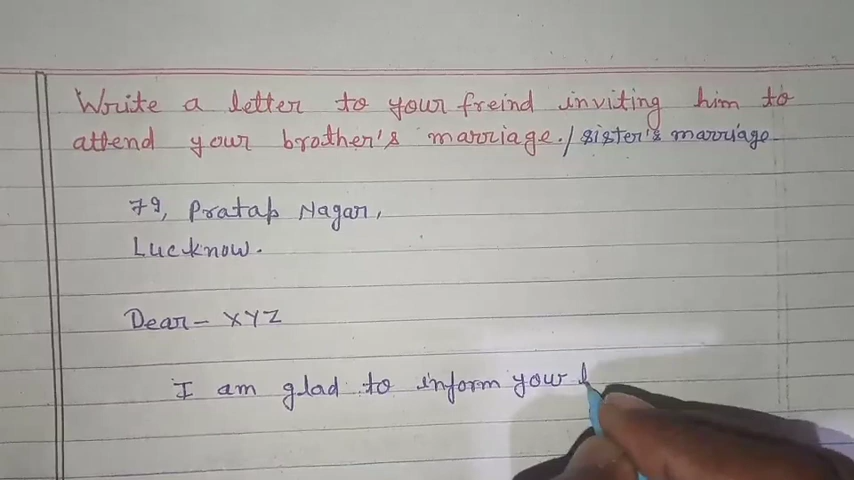 Write a letter to your freind inviting him to
attend your brother's marriage./sister's marriage
79, Pratap Nagar,
Lucknow.
Dear - XYZ
I am glad to inform your